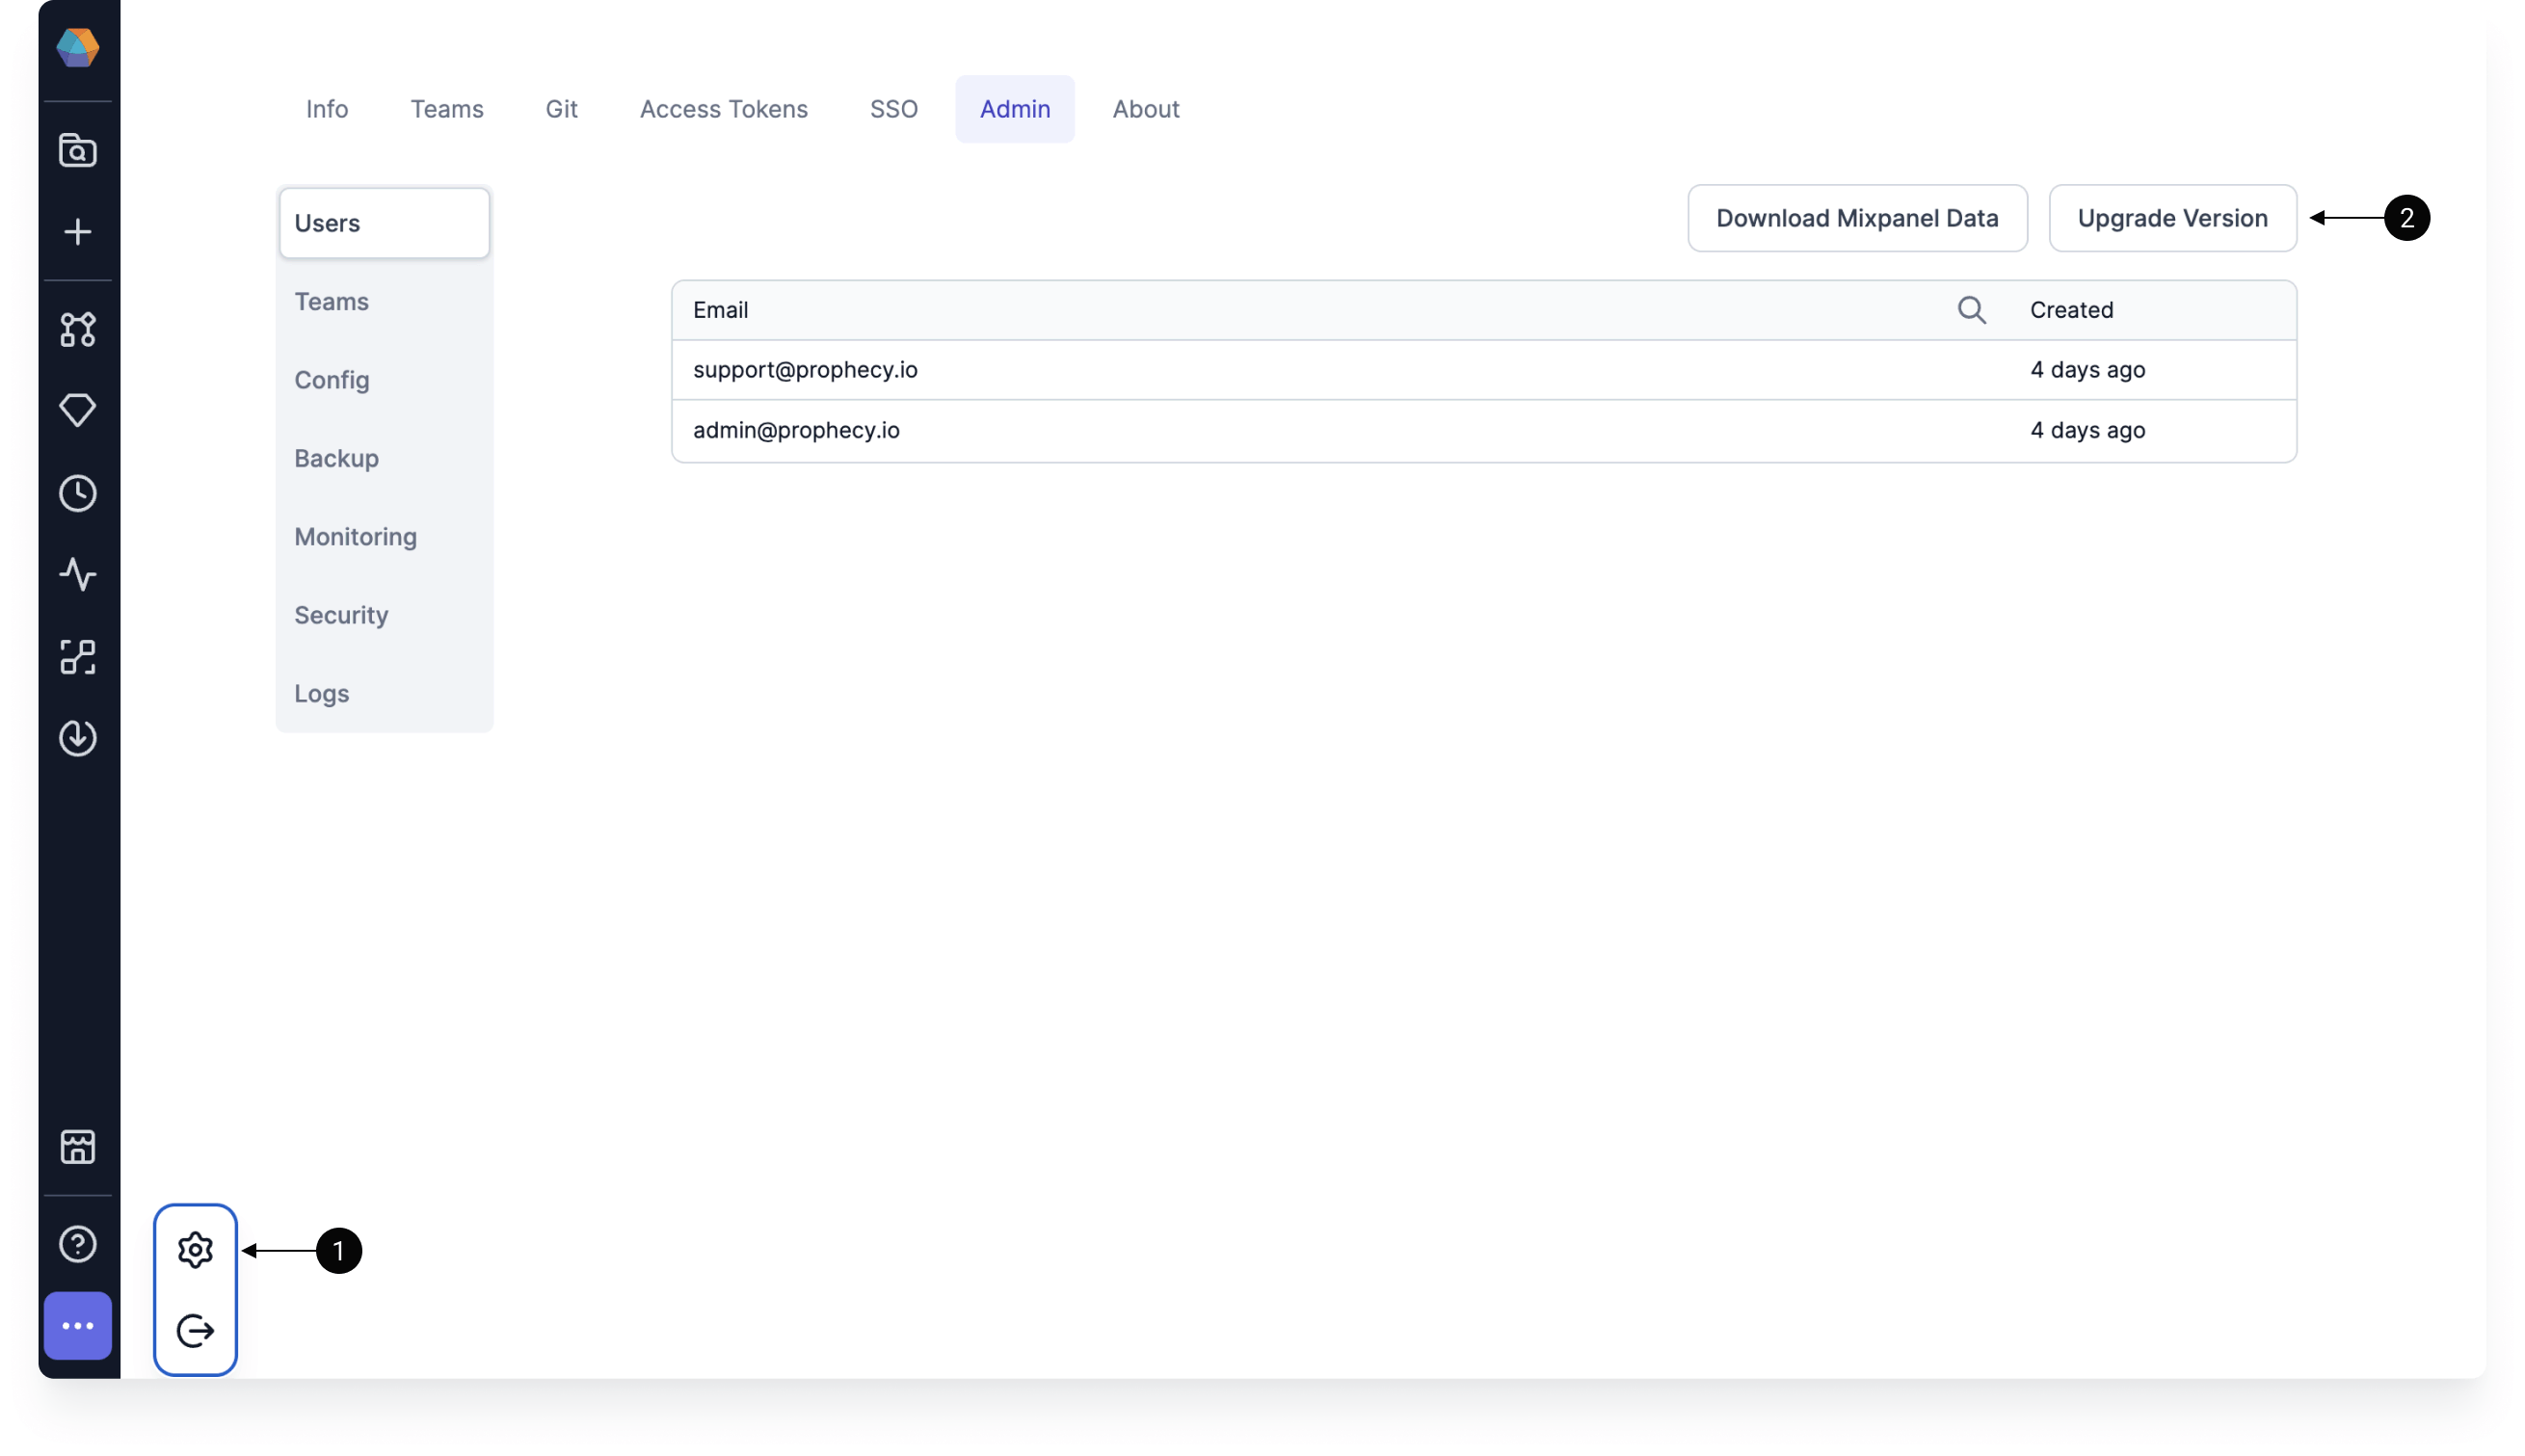 Info Teams Git Access Tokens SSO Admin About
Users
Download Mixpanel Data Upgrade Version 2
Teams
Email Created
support@prophecy.io 4 days ago
Config
admin@prophecy.io 4 days ago
Backup
Monitoring
Security
Logs
1